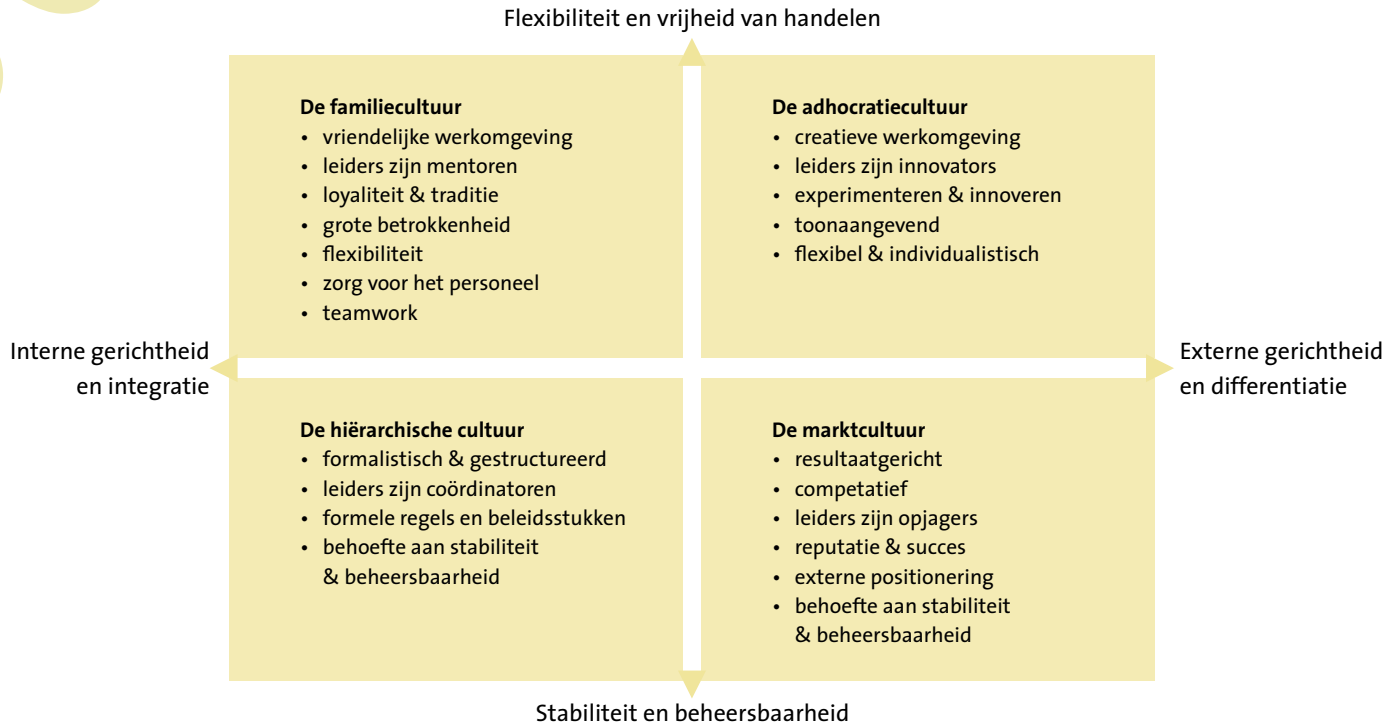 Flexibiliteit en vrijheid van handelen
De familiecultuur
• vriendelijke werkomgeving
• leiders zijn mentoren
• loyaliteit & traditie
• grote betrokkenheid
• flexibiliteit
• zorg voor het personeel
• teamwork
De adhocratiecultuur
• creatieve werkomgeving
• leiders zijn innovators
• experimenteren & innoveren
• toonaangevend
• flexibel & individualistisch
Interne gerichtheid
en integratie
Externe gerichtheid
en differentiatie
De hiërarchische cultuur
• formalistisch & gestructureerd
• leiders zijn coördinatoren
• formele regels en beleidsstukken
• behoefte aan stabiliteit
& beheersbaarheid
De marktcultuur
• resultaatgericht
• competatief
• leiders zijn opjagers
• reputatie & succes
• externe positionering
• behoefte aan stabiliteit
& beheersbaarheid
Stabiliteit en beheersbaarheid